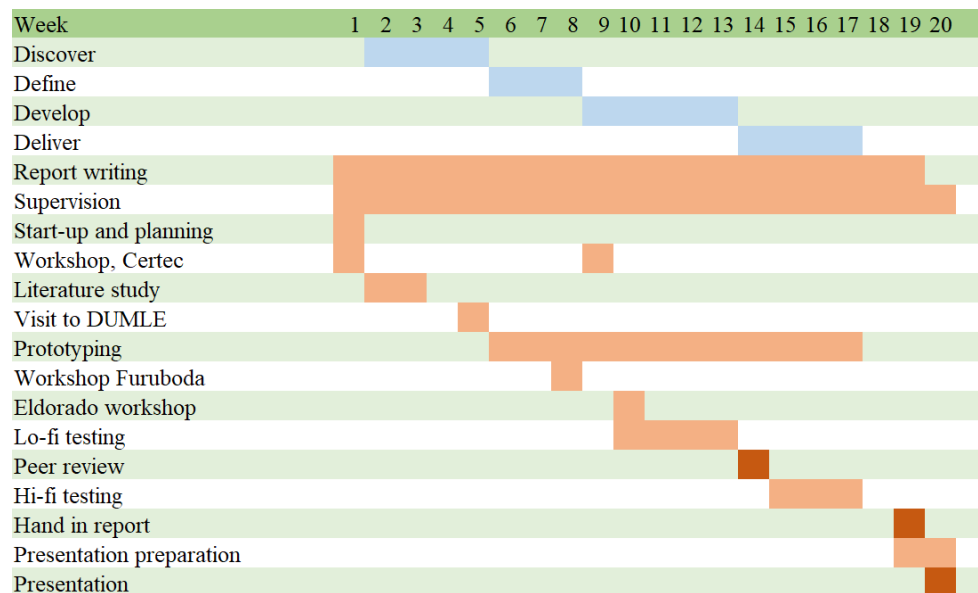 Week 1 2 3 4 5 6 7 8 9 10 11 12 13 14 15 16 17 18 19 20
Discover
Define
Develop
Deliver
Report writing
Supervision
Start-up and planning
Workshop, Certec
Literature study
Visit to DUMLE
Prototyping
Workshop Furuboda
Eldorado workshop
Lo-fi testing
Peer review
Hi-fi testing
Hand in report
Presentation preparation
Presentation